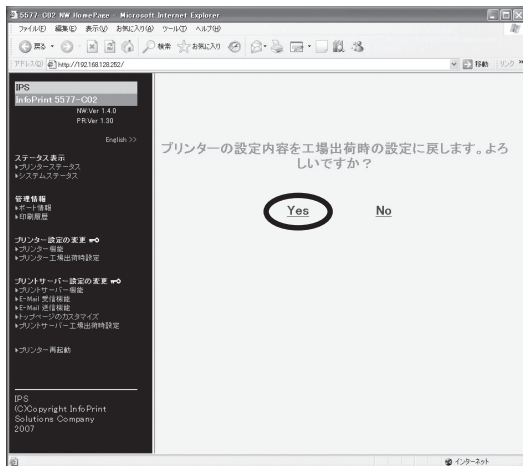 5577-C02 NW HomePage - Microsoft Internet Explorer
ファイル(F) 編集(E) 表示(V) お気に入り(A) ツール(T) ヘルプ(H)
戻る 検索 お気に入り
アドレス(D) http://192.168.128.252/ 移動 リンク
IPS
InfoPrint 5577-C02
NW.Ver 1.4.0
PR.Ver 1.30
English >>
ステータス表示
プリンターステータス
システムステータス
管理情報
ポート情報
印刷履歴
プリンター設定の変更
プリンター機能
プリンター工場出荷時設定
プリントサーバー設定の変更
プリントサーバー機能
E-Mail 受信機能
E-Mail 送信機能
トップページのカスタマイズ
プリントサーバー工場出荷時設定
プリンター再起動
IPS
(C)Copyright InfoPrint
Solutions Company
2007
プリンターの設定内容を工場出荷時の設定に戻します。よろ
しいですか？
Yes No
インターネット